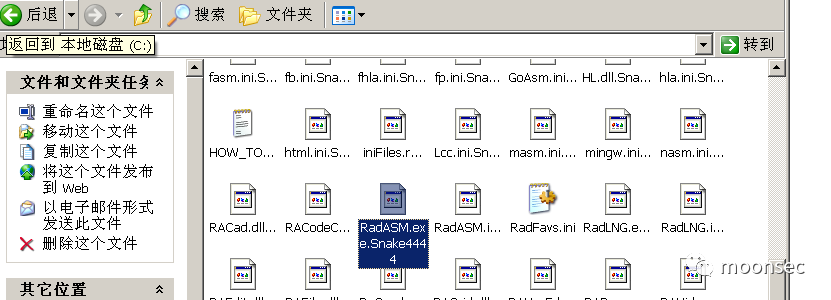 后退
搜索
文件夹
返回到 本地磁盘 (C:)
转到
文件和文件夹任务
重命名这个文件
移动这个文件
复制这个文件
将这个文件发布
到 Web
以电子邮件形式
发送此文件
删除这个文件
其它位置
fasm.ini.S... fb.ini.Sna... fhla.ini.S... fp.ini.Sna... GoAsm.ini.... HL.dll.Sna... hla.ini.Sn...
HOW_TO... html.ini.S... iniFiles.r... Lcc.ini.Sn... masm.ini.... mingw.ini.... nasm.ini....
RACad.dll... RACodeC... RadASM.ex
e.Snake444
4
RadASM.i... RadFavs.ini RadLNG.e... RadLNG.i...
moonsec